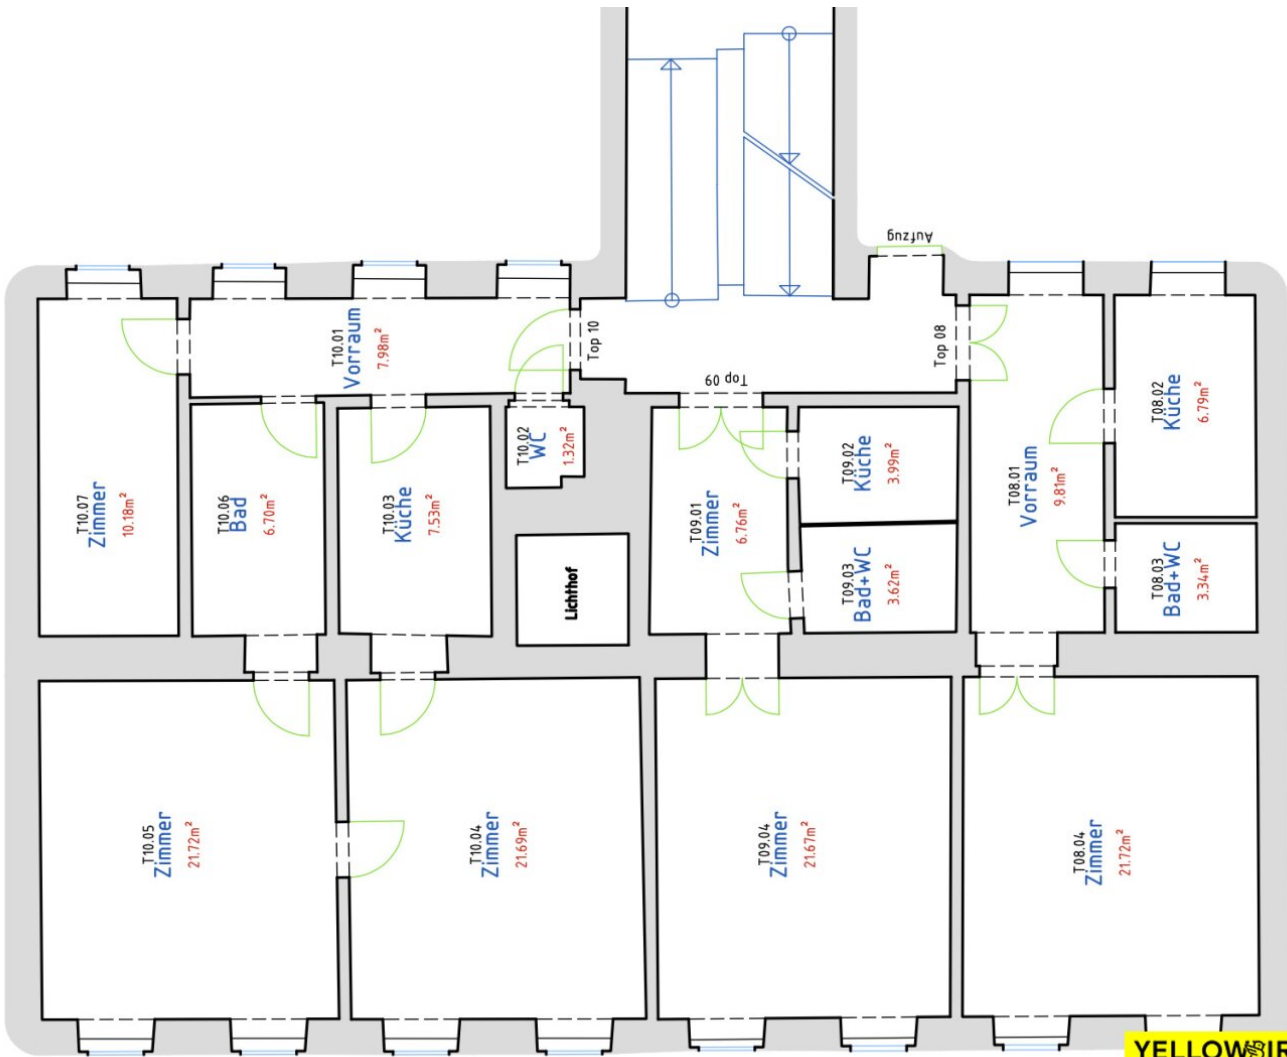 Aufzug
T10.01
Vorraum
7.98m²
Top 10
Top 09
Top 08
T08.02
Küche
6.79m²
T10.07
Zimmer
10.18m²
T10.06
Bad
6.70m²
T10.03
Küche
7.53m²
T10.02
WC
1.32m²
Lichthof
T09.01
Zimmer
6.76m²
T09.02
Küche
3.99m²
T09.03
Bad+WC
3.62m²
T08.01
Vorraum
9.81m²
T08.03
Bad+WC
3.34m²
T10.05
Zimmer
21.72m²
T10.04
Zimmer
21.69m²
T09.04
Zimmer
21.67m²
T08.04
Zimmer
21.72m²